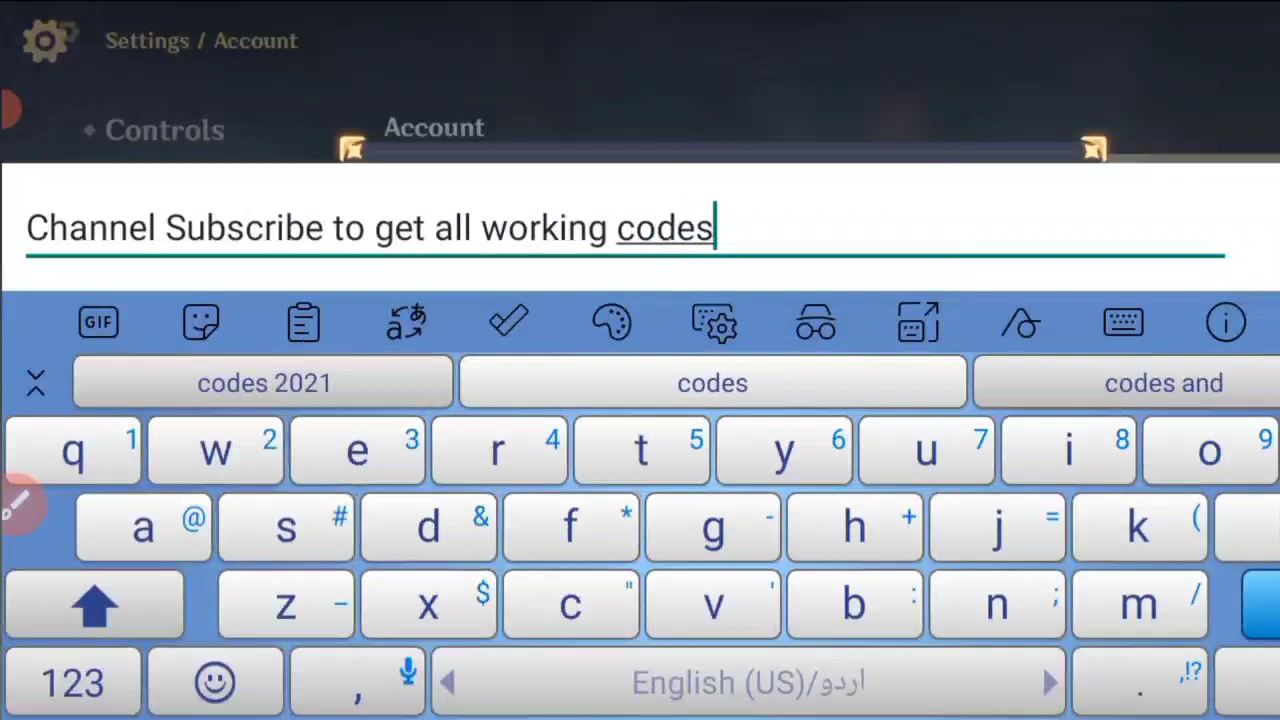 Settings / Account
Controls
Account
Channel Subscribe to get all working codes
GIF
a あ
codes 2021
codes
codes and
q 1 w 2 e 3 r 4 t 5 y 6 u 7 i 8 o 9
a @ s # d & f * g - h + j = k (
z _ x $ c " v ' b : n ; m /
123 , English (US)/اردو . ,!?